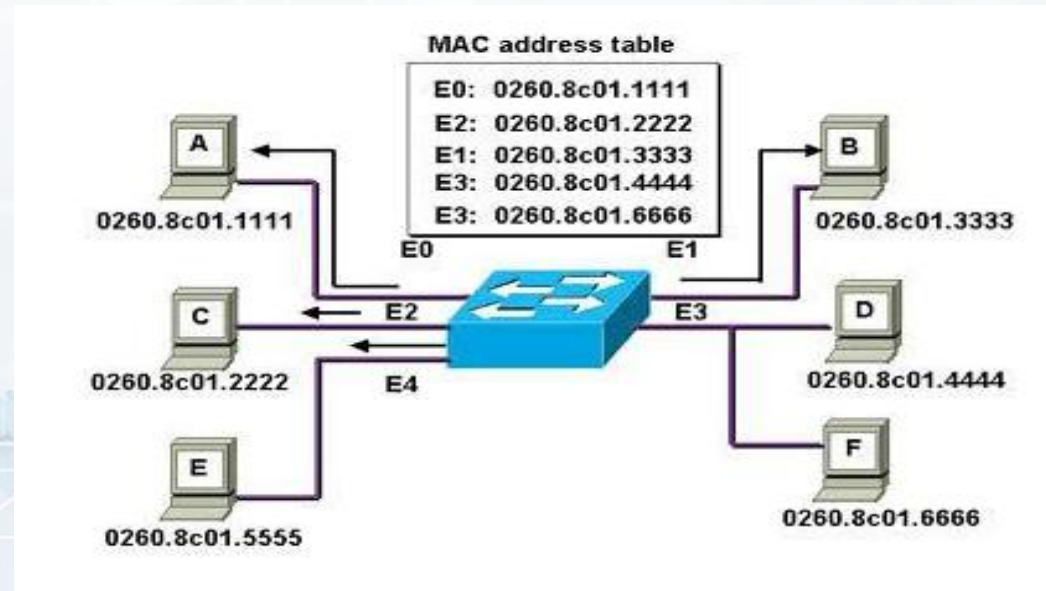 MAC address table
E0: 0260.8c01.1111
E2: 0260.8c01.2222
E1: 0260.8c01.3333
E3: 0260.8c01.4444
E3: 0260.8c01.6666
A
B
0260.8c01.1111
0260.8c01.3333
E0
E1
C
E2
E3
D
0260.8c01.2222
E4
0260.8c01.4444
E
F
0260.8c01.5555
0260.8c01.6666